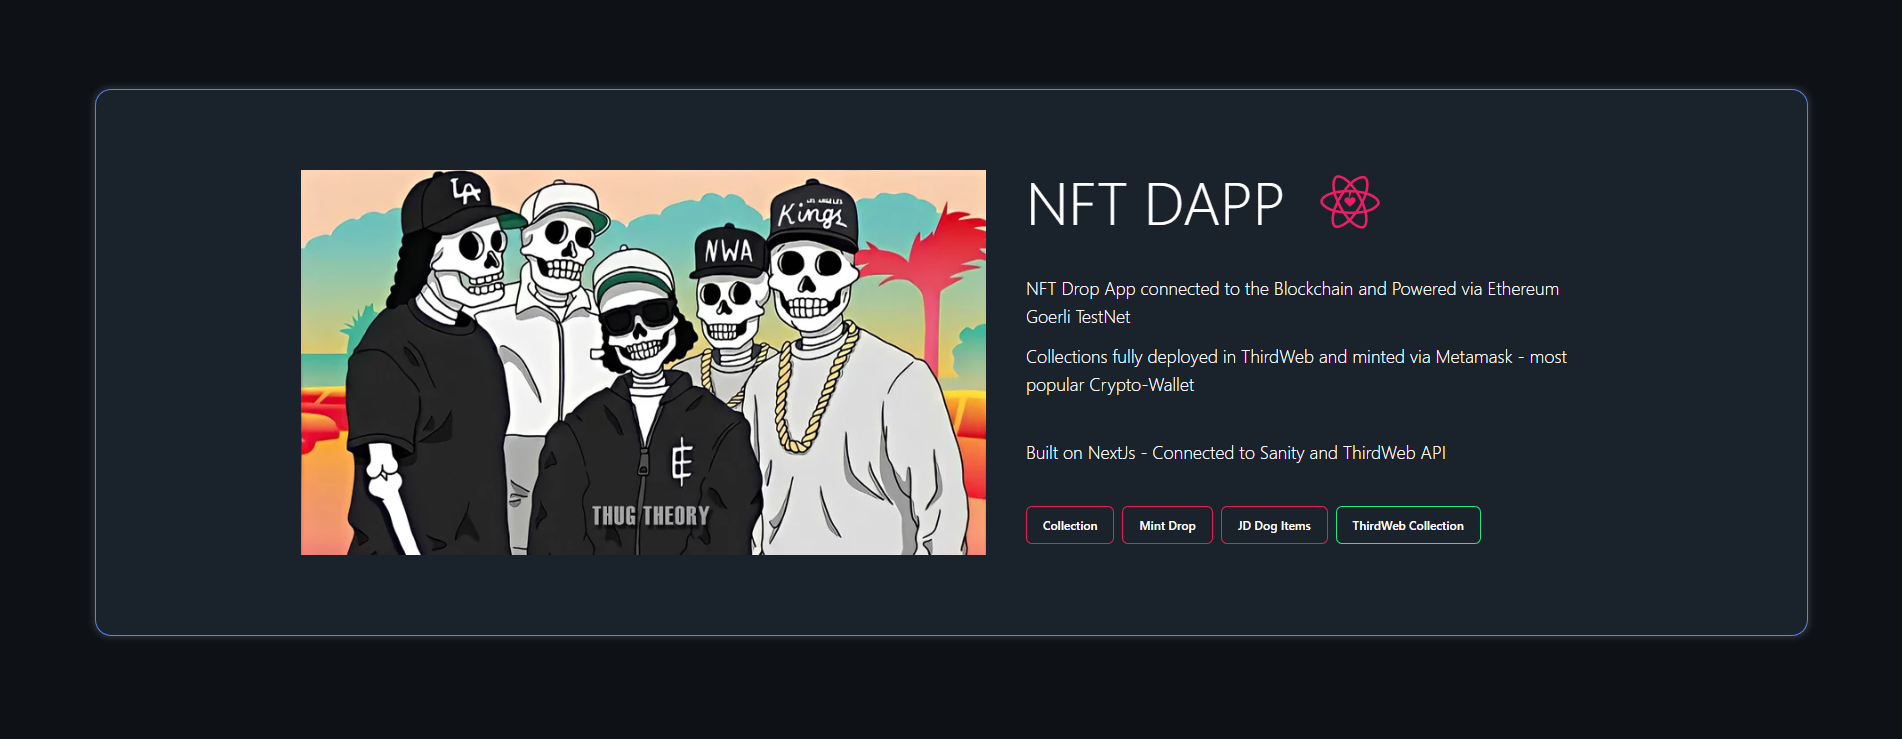 LA
Kings
NWA
THUG THEORY
NFT DAPP
NFT Drop App connected to the Blockchain and Powered via Ethereum
Goerli TestNet
Collections fully deployed in ThirdWeb and minted via Metamask - most
popular Crypto-Wallet
Built on NextJs - Connected to Sanity and ThirdWeb API
Collection
Mint Drop
JD Dog Items
ThirdWeb Collection